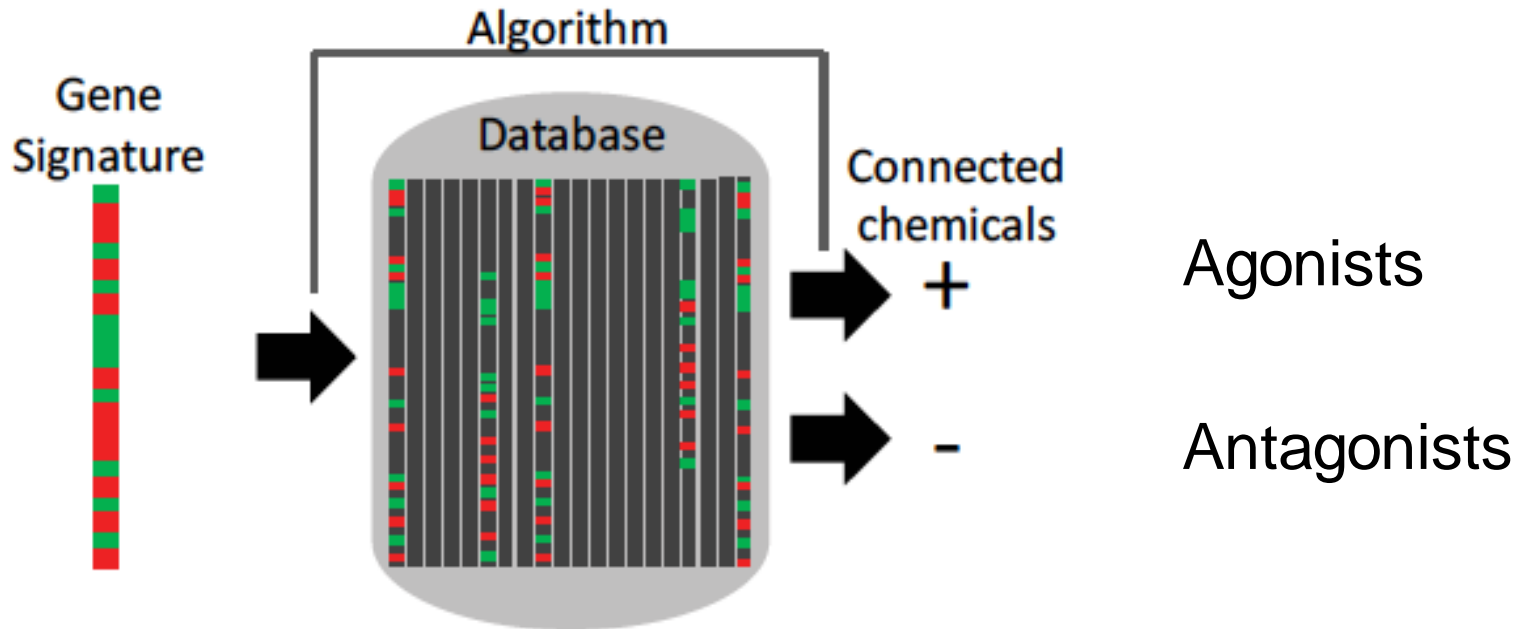 Algorithm
Gene
Signature
Database
Connected
chemicals
+
-
Agonists
Antagonists